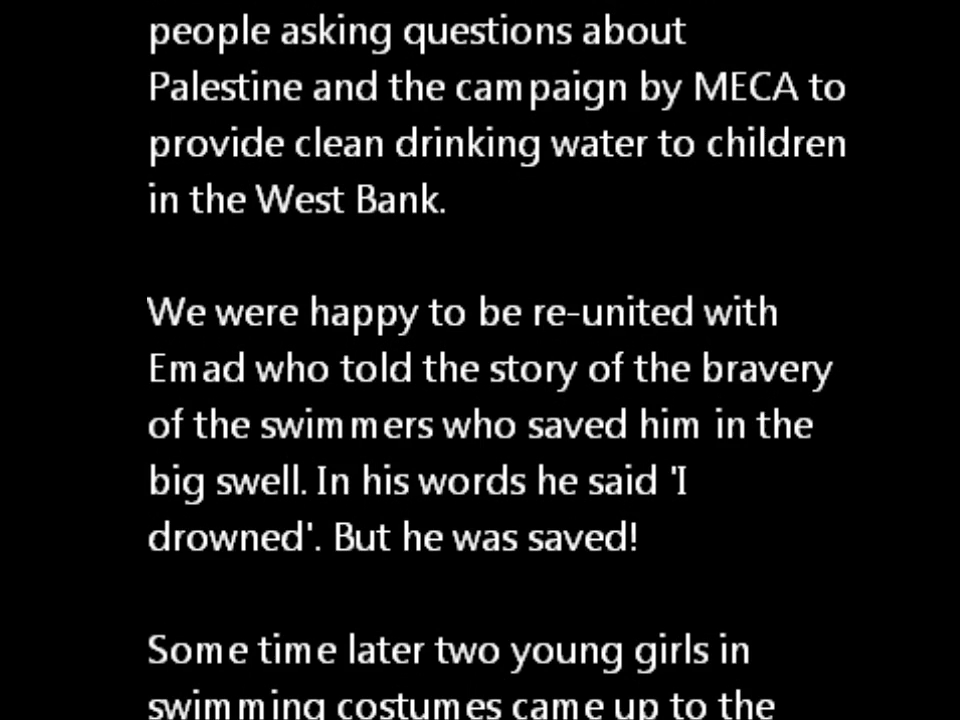 people asking questions about
Palestine and the campaign by MECA to
provide clean drinking water to children
in the West Bank.
We were happy to be re-united with
Emad who told the story of the bravery
of the swimmers who saved him in the
big swell. In his words he said 'I
drowned'. But he was saved!
Some time later two young girls in
swimming costumes came up to the